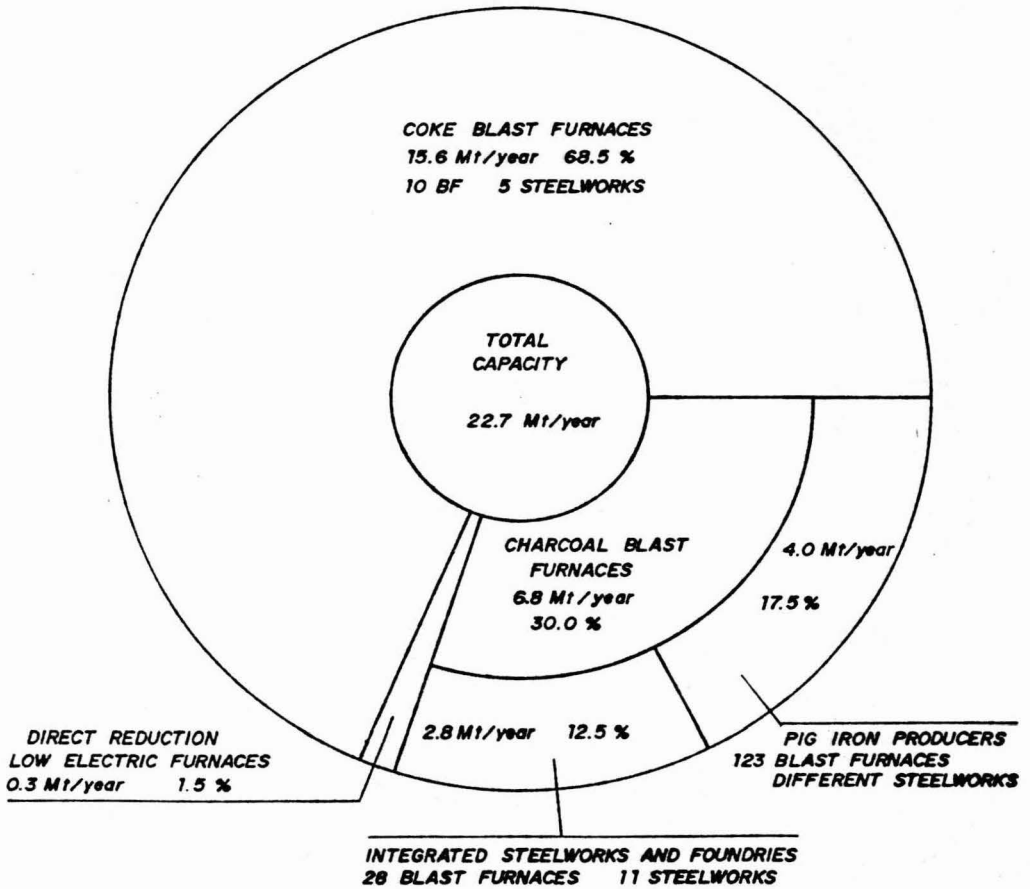 COKE BLAST FURNACES
15.6 Mt/year 68.5 %
10 BF 5 STEELWORKS
TOTAL
CAPACITY
22.7 Mt/year
CHARCOAL BLAST
FURNACES
6.8 Mt/year
30.0 %
4.0 Mt/year
17.5 %
2.8 Mt/year 12.5 %
DIRECT REDUCTION
LOW ELECTRIC FURNACES
0.3 Mt/year 1.5 %
PIG IRON PRODUCERS
123 BLAST FURNACES
DIFFERENT STEELWORKS
INTEGRATED STEELWORKS AND FOUNDRIES
28 BLAST FURNACES 11 STEELWORKS